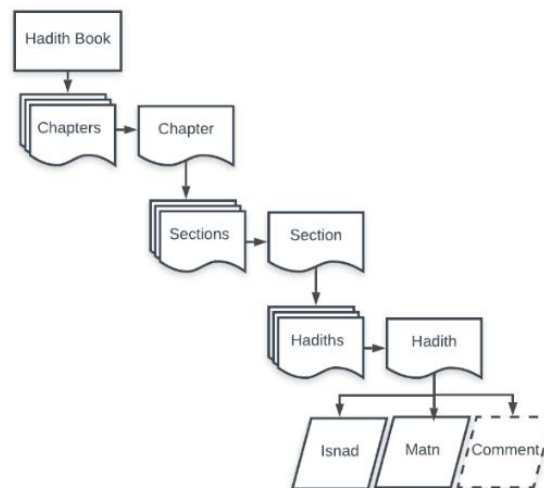 Hadith Book
Chapters
Chapter
Sections
Section
Hadiths
Hadith
Isnad
Matn
Comment